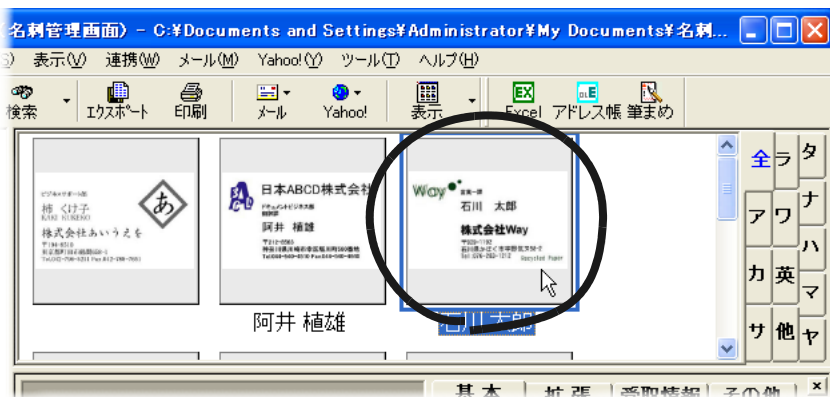 名刺管理画面) - C:¥Documents and Settings¥Administrator¥My Documents¥名刺...
表示(V) 連携(W) メール(M) Yahoo!(Y) ツール(T) ヘルプ(H)
検索 エクスポート 印刷 メール Yahoo! 表示 Excel アドレス帳 筆まめ
柿 くけ子
株式会社あいうえを
あ
日本ABCD株式会社
阿井 植雄
Way
石川 太郎
株式会社Way
Recycled Paper
阿井 植雄
石川 太郎
全 ラ タ
ア ワ ナ
カ 英 ハ
サ 他 マ
ヤ
基本 拡張 受取情報 その他